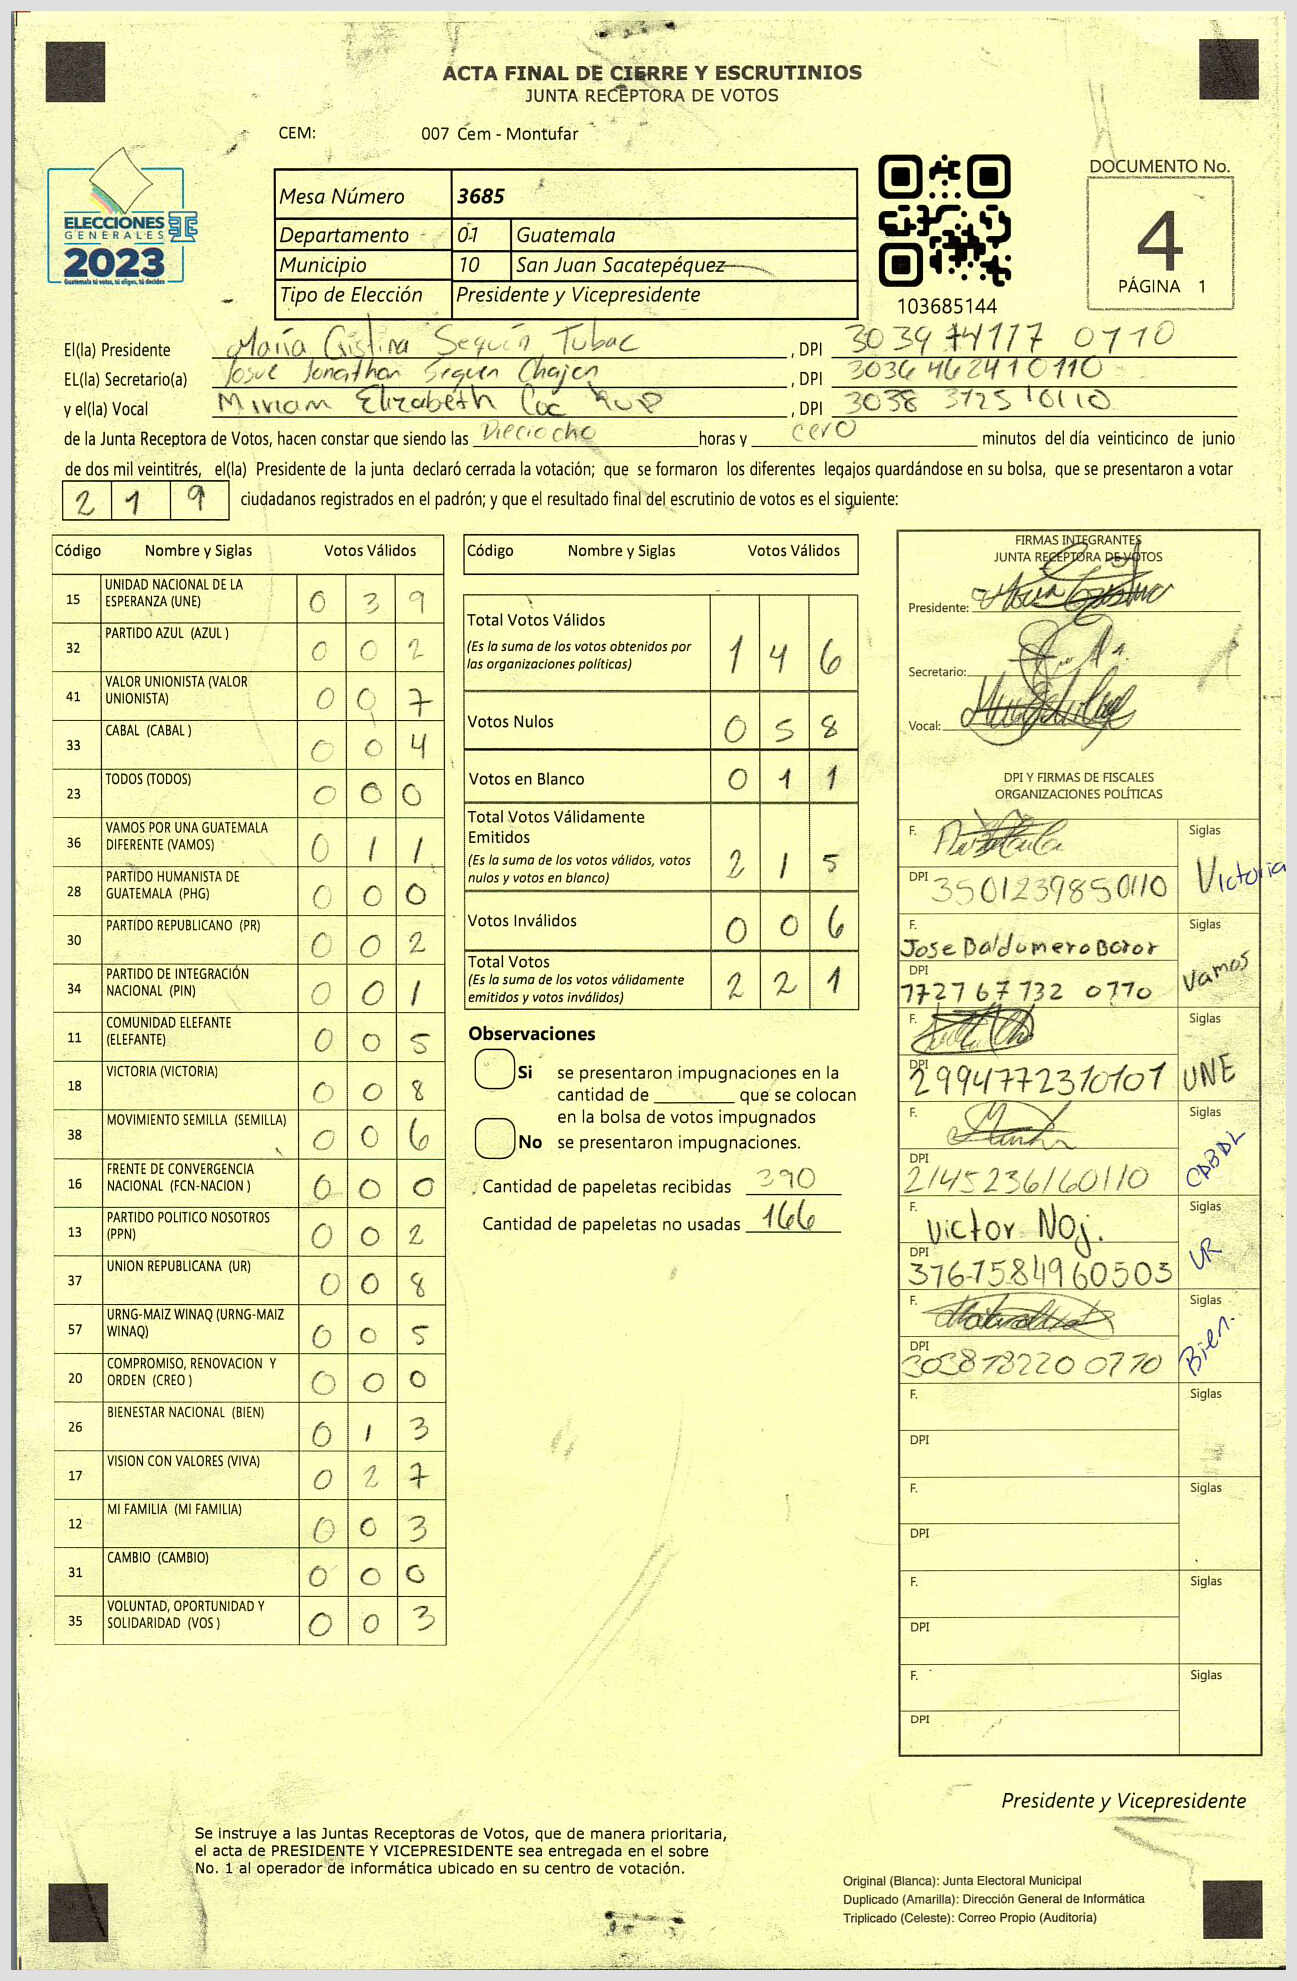 ACTA FINAL DE CIERRE Y ESCRUTINIOS
JUNTA RECEPTORA DE VOTOS
CEM: 007 Cem - Montufar
ELECCIONES
GENERALES
2023
Guatemala tú votas, tú eliges, tú decides
Mesa Número 3685
Departamento 01 Guatemala
Municipio 10 San Juan Sacatepéquez
Tipo de Elección Presidente y Vicepresidente
103685144
DOCUMENTO No.
4
PÁGINA 1
El(la) Presidente María Cristina Sequén Tubac, DPI 3039 74117 0110
EL(la) Secretario(a) Josue Jonathan Sequen Chajon, DPI 3036 46241 0110
y el(la) Vocal Miriam Elizabeth Coc, DPI 3038 37251 0110
de la Junta Receptora de Votos, hacen constar que siendo las Dieciocho horas y cero minutos del día veinticinco de junio
de dos mil veintitrés, el(la) Presidente de la junta declaró cerrada la votación; que se formaron los diferentes legajos guardándose en su bolsa, que se presentaron a votar
2 1 9 ciudadanos registrados en el padrón; y que el resultado final del escrutinio de votos es el siguiente:
Código Nombre y Siglas Votos Válidos
15 UNIDAD NACIONAL DE LA ESPERANZA (UNE) 0 3 9
32 PARTIDO AZUL (AZUL ) 0 0 2
41 VALOR UNIONISTA (VALOR UNIONISTA) 0 0 7
33 CABAL (CABAL ) 0 0 4
23 TODOS (TODOS) 0 0 0
36 VAMOS POR UNA GUATEMALA DIFERENTE (VAMOS) 0 1 1
28 PARTIDO HUMANISTA DE GUATEMALA (PHG) 0 0 0
30 PARTIDO REPUBLICANO (PR) 0 0 2
34 PARTIDO DE INTEGRACIÓN NACIONAL (PIN) 0 0 1
11 COMUNIDAD ELEFANTE (ELEFANTE) 0 0 5
18 VICTORIA (VICTORIA) 0 0 8
38 MOVIMIENTO SEMILLA (SEMILLA) 0 0 6
16 FRENTE DE CONVERGENCIA NACIONAL (FCN-NACION ) 0 0 0
13 PARTIDO POLITICO NOSOTROS (PPN) 0 0 2
37 UNION REPUBLICANA (UR) 0 0 8
57 URNG-MAIZ WINAQ (URNG-MAIZ WINAQ) 0 0 5
20 COMPROMISO, RENOVACION Y ORDEN (CREO ) 0 0 0
26 BIENESTAR NACIONAL (BIEN) 0 1 3
17 VISION CON VALORES (VIVA) 0 2 7
12 MI FAMILIA (MI FAMILIA) 0 0 3
31 CAMBIO (CAMBIO) 0 0 0
35 VOLUNTAD, OPORTUNIDAD Y SOLIDARIDAD (VOS ) 0 0 3
Código Nombre y Siglas Votos Válidos
Total Votos Válidos 1 4 6
(Es la suma de los votos obtenidos por
las organizaciones políticas)
Votos Nulos 0 5 8
Votos en Blanco 0 1 1
Total Votos Válidamente
Emitidos 2 1 5
(Es la suma de los votos válidos, votos
nulos y votos en blanco)
Votos Inválidos 0 0 6
Total Votos 2 2 1
(Es la suma de los votos válidamente
emitidos y votos inválidos)
Observaciones
Si se presentaron impugnaciones en la
cantidad de ________ que se colocan
en la bolsa de votos impugnados
No se presentaron impugnaciones.
Cantidad de papeletas recibidas 390
Cantidad de papeletas no usadas 166
FIRMAS INTEGRANTES
JUNTA RECEPTORA DE VOTOS
Presidente:
Secretario:
Vocal:
DPI Y FIRMAS DE FISCALES
ORGANIZACIONES POLÍTICAS
F. Siglas Victoria
DPI 3501239850110
F. Jose Baldomero Boror Siglas Vamos
DPI 1727 67 732 0110
F. Siglas UNE
DPI 2994772310101
F. Siglas
DPI 2145236160110
F. Victor Noj. Siglas UR
DPI 3767584960503
F. Siglas Bien.
DPI 303818220 0110
F. Siglas
DPI
F. Siglas
DPI
F. Siglas
DPI
F. Siglas
DPI
Presidente y Vicepresidente
Se instruye a las Juntas Receptoras de Votos, que de manera prioritaria,
el acta de PRESIDENTE Y VICEPRESIDENTE sea entregada en el sobre
No. 1 al operador de informática ubicado en su centro de votación.
Original (Blanca): Junta Electoral Municipal
Duplicado (Amarilla): Dirección General de Informática
Triplicado (Celeste): Correo Propio (Auditoría)